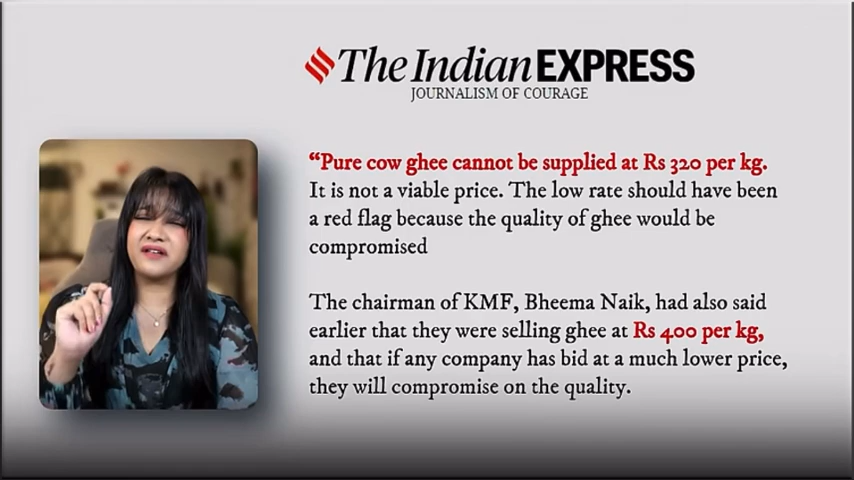 The Indian EXPRESS
JOURNALISM OF COURAGE
“Pure cow ghee cannot be supplied at Rs 320 per kg.
It is not a viable price. The low rate should have been
a red flag because the quality of ghee would be
compromised
The chairman of KMF, Bheema Naik, had also said
earlier that they were selling ghee at Rs 400 per kg,
and that if any company has bid at a much lower price,
they will compromise on the quality.